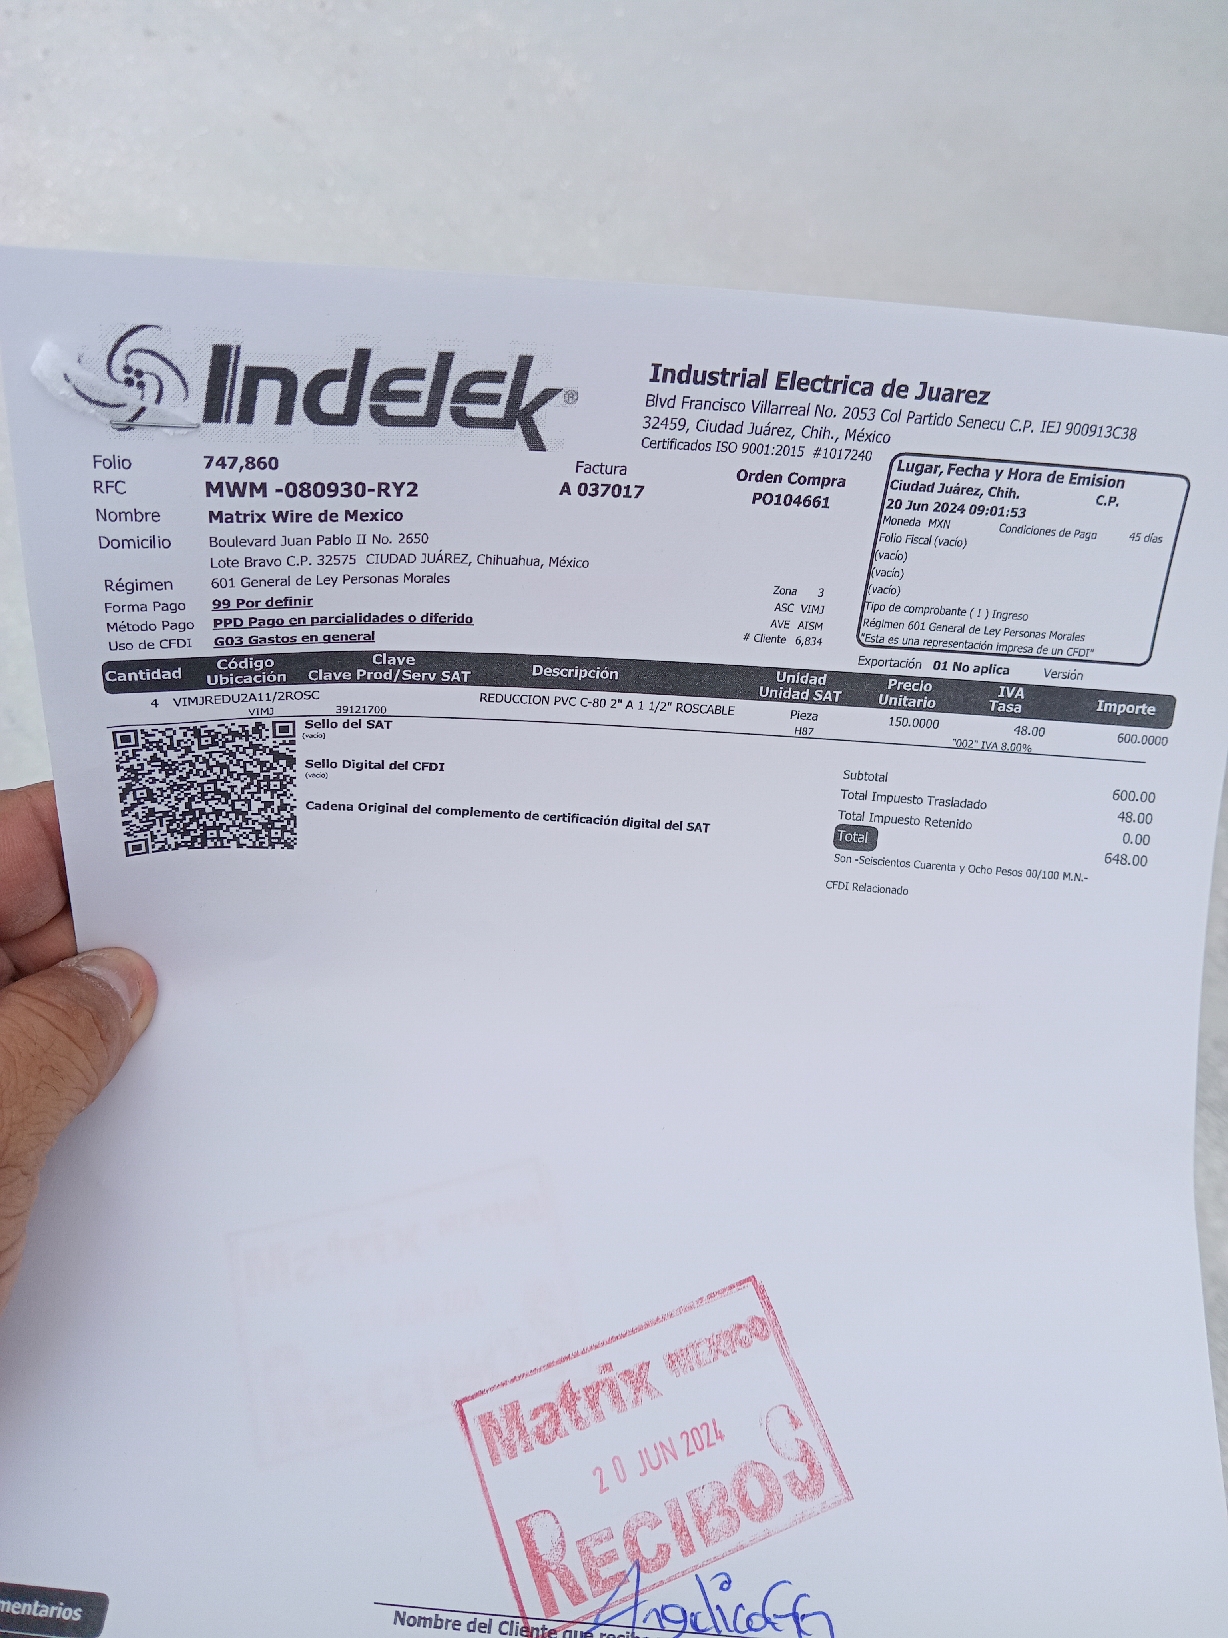 Indelek®
Industrial Electrica de Juarez
Blvd Francisco Villarreal No. 2053 Col Partido Senecu C.P. IEJ 900913C38
32459, Ciudad Juárez, Chih., México
Certificados ISO 9001:2015 #1017240
Folio 747,860
RFC MWM -080930-RY2
Nombre Matrix Wire de Mexico
Domicilio Boulevard Juan Pablo II No. 2650
Lote Bravo C.P. 32575 CIUDAD JUÁREZ, Chihuahua, México
Régimen 601 General de Ley Personas Morales
Forma Pago 99 Por definir
Método Pago PPD Pago en parcialidades o diferido
Uso de CFDI G03 Gastos en general
Factura
A 037017
Orden Compra
PO104661
Zona 3
ASC VIMJ
AVE AISM
# Cliente 6,834
Lugar, Fecha y Hora de Emision
Ciudad Juárez, Chih. C.P.
20 Jun 2024 09:01:53
Moneda MXN Condiciones de Pago 45 días
Folio Fiscal (vacío)
(vacío)
(vacío)
(vacío)
Tipo de comprobante ( I ) Ingreso
Régimen 601 General de Ley Personas Morales
"Esta es una representación impresa de un CFDI"
Exportación 01 No aplica Versión
Cantidad Código Ubicación Clave Clave Prod/Serv SAT Descripción Unidad Unidad SAT Precio Unitario IVA Tasa Importe
4 VIMJREDU2A11/2ROSC REDUCCION PVC C-80 2" A 1 1/2" ROSCABLE Pieza 150.0000 48.00 600.0000
VIMJ 39121700 H87 "002" IVA 8.00%
Sello del SAT
(vacío)
Sello Digital del CFDI
(vacío)
Cadena Original del complemento de certificación digital del SAT
Subtotal 600.00
Total Impuesto Trasladado 48.00
Total Impuesto Retenido 0.00
Total 648.00
Son -Seiscientos Cuarenta y Ocho Pesos 00/100 M.N.-
CFDI Relacionado
Matrix MEXICO
20 JUN 2024
RECIBOS
mentarios
Nombre del Cliente que